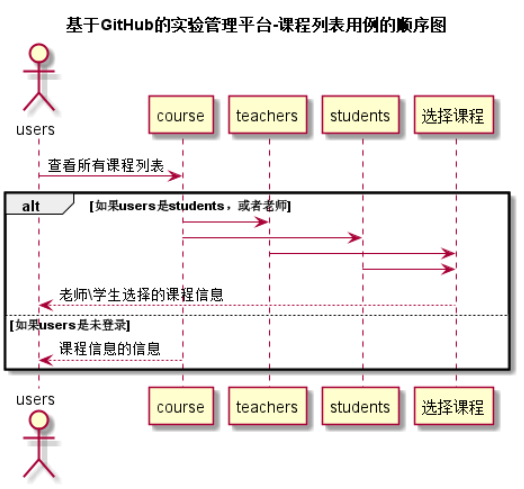 基于GitHub的实验管理平台-课程列表用例的顺序图
users
course
teachers
students
选择课程
查看所有课程列表
alt
[如果users是students，或者老师]
老师\学生选择的课程信息
[如果users是未登录]
课程信息的信息
users
course
teachers
students
选择课程